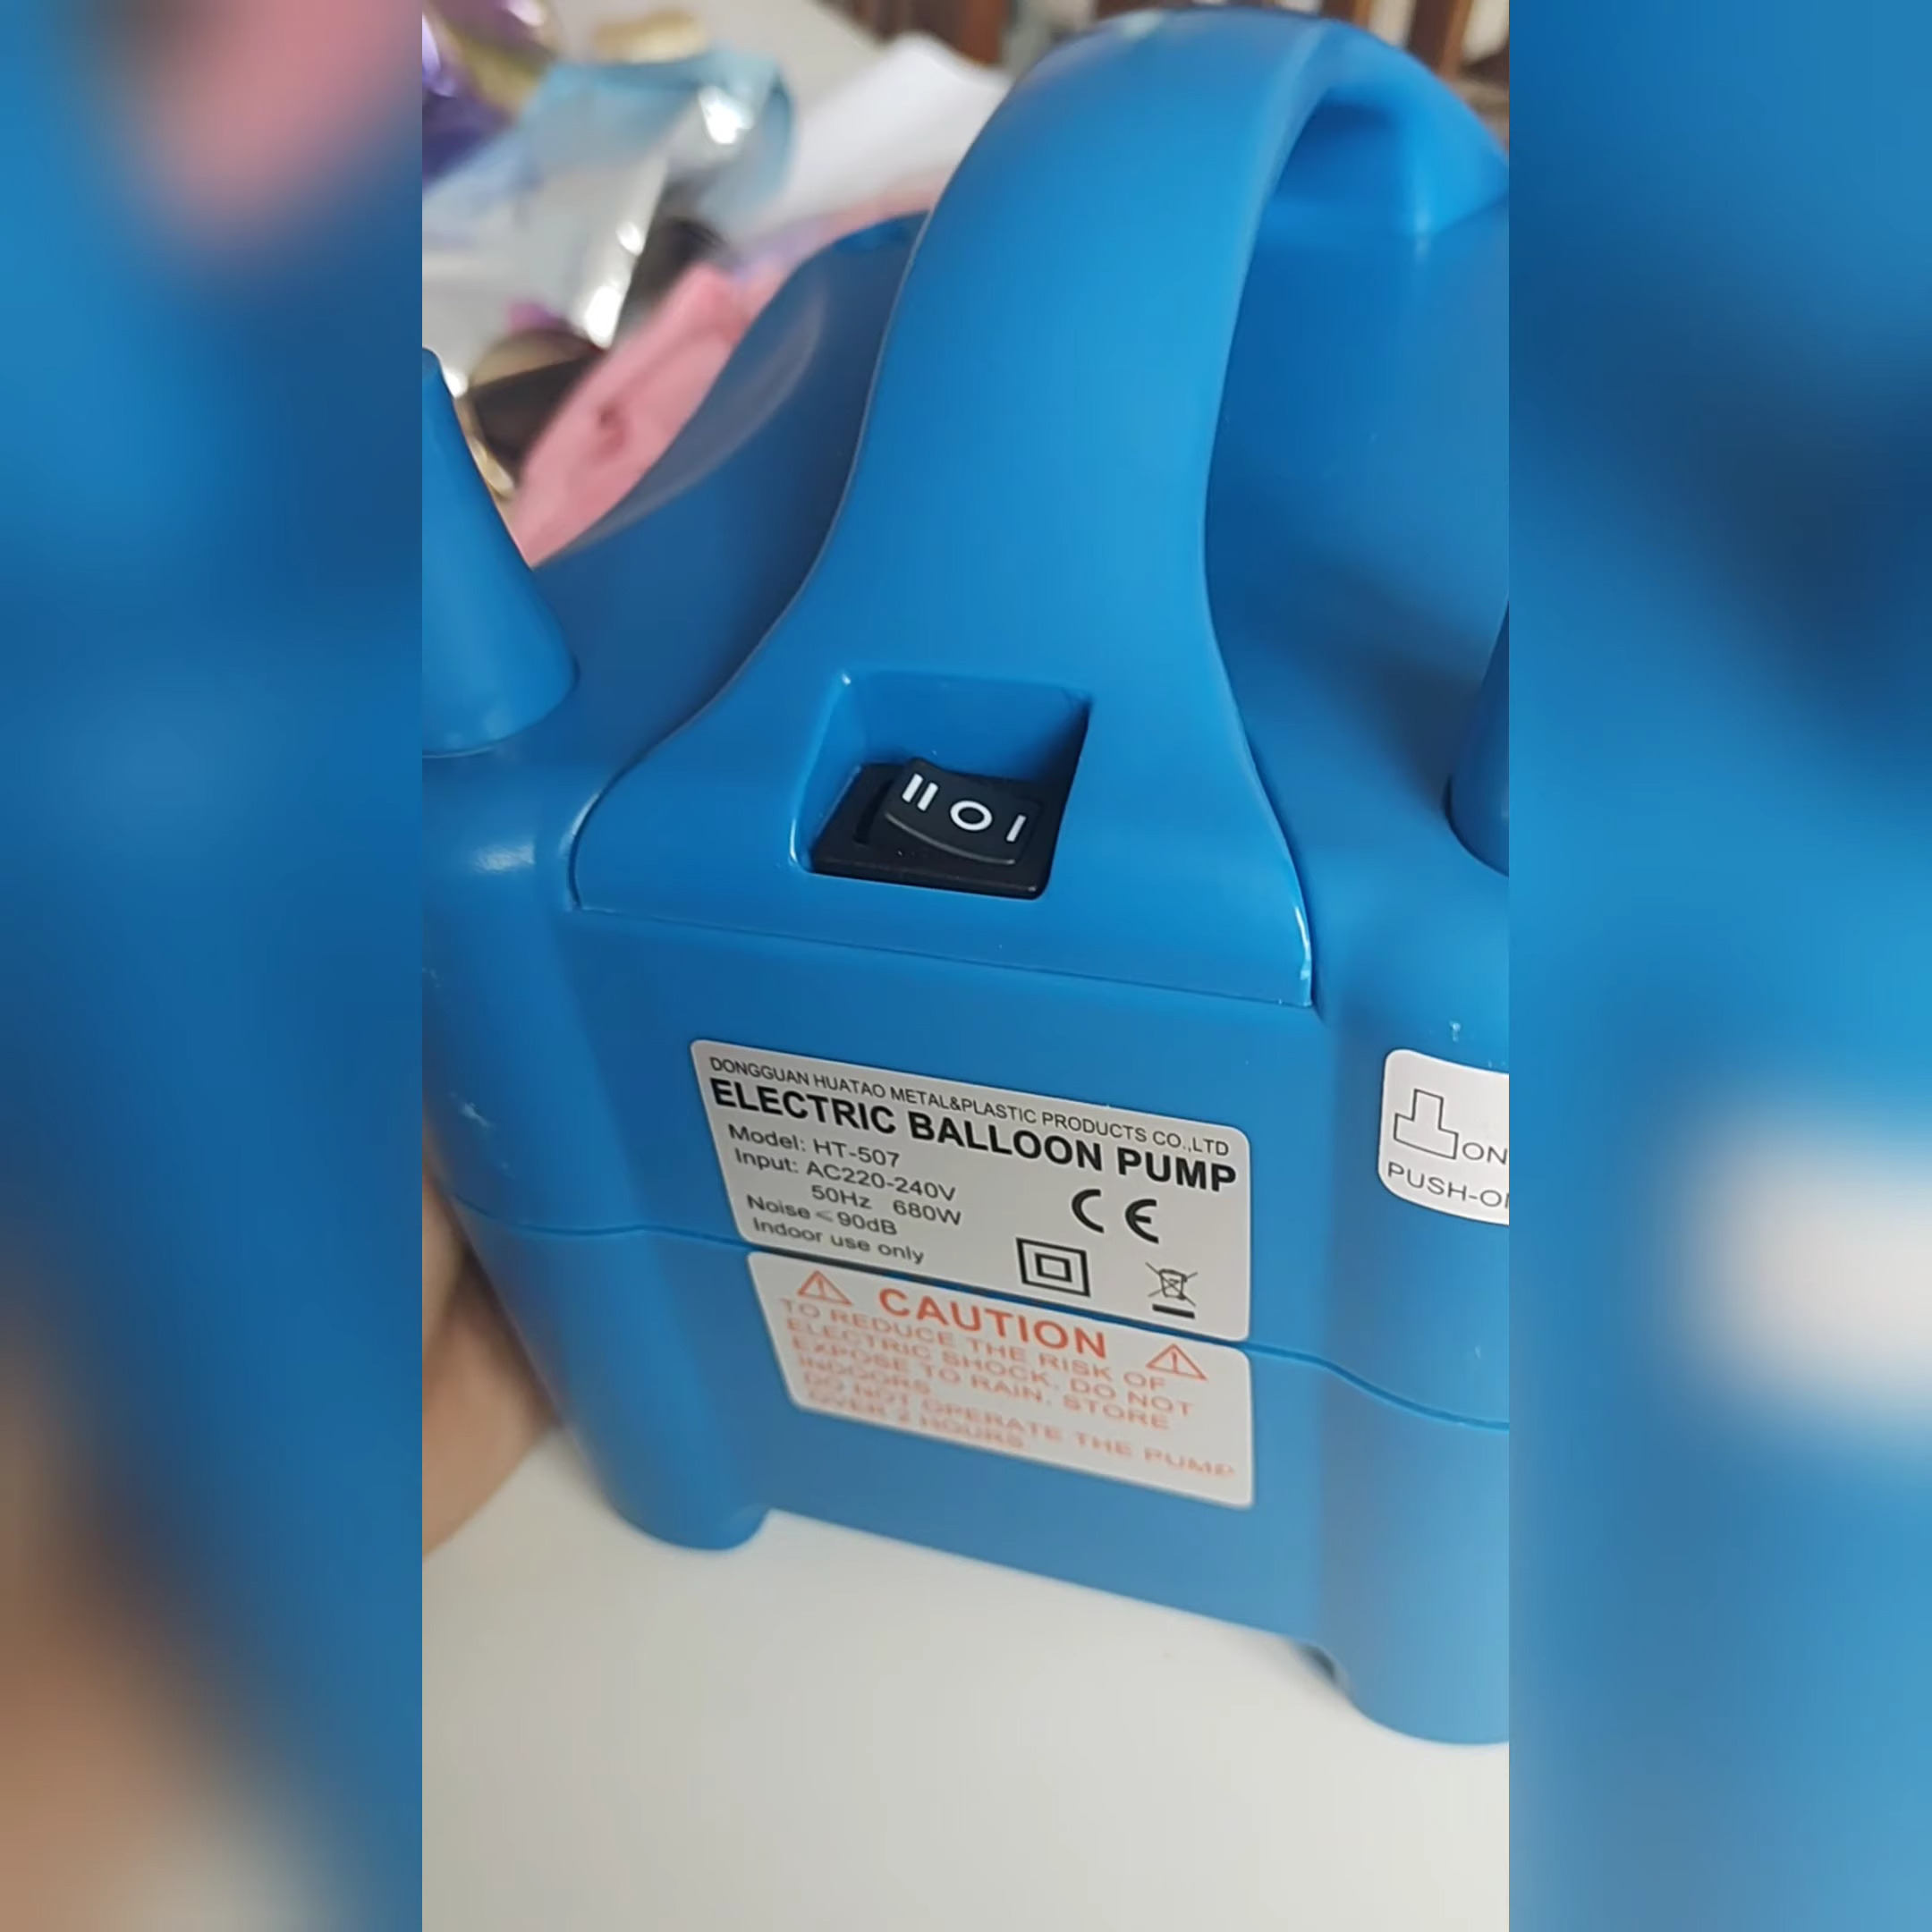 II O I
DONGGUAN HUATAO METAL&PLASTIC PRODUCTS CO.,LTD
ELECTRIC BALLOON PUMP
Model: HT-507
Input: AC220-240V
50Hz 680W
Noise≤90dB
Indoor use only
CE
CAUTION
TO REDUCE THE RISK OF
ELECTRIC SHOCK. DO NOT
EXPOSE TO RAIN. STORE
INDOORS.
DO NOT OPERATE THE PUMP
OVER 2 HOURS
ON
PUSH-O